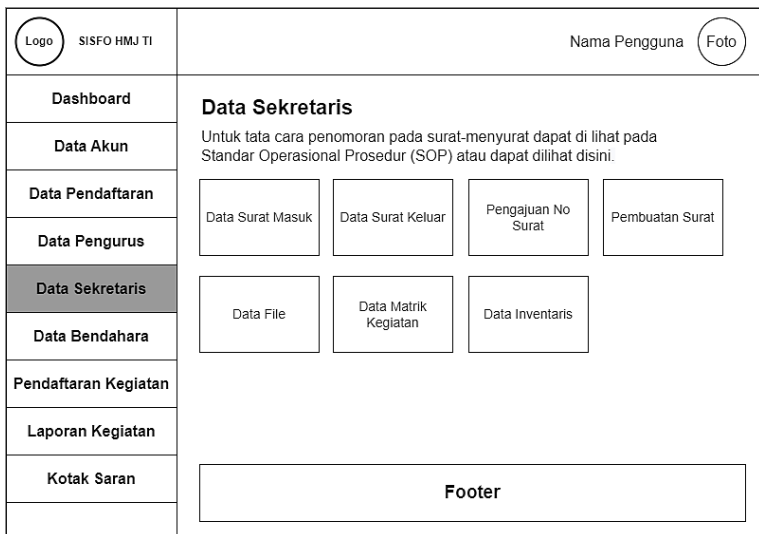 Logo
SISFO HMJ TI
Nama Pengguna
Foto
Dashboard
Data Akun
Data Pendaftaran
Data Pengurus
Data Sekretaris
Data Bendahara
Pendaftaran Kegiatan
Laporan Kegiatan
Kotak Saran
Data Sekretaris
Untuk tata cara penomoran pada surat-menyurat dapat di lihat pada
Standar Operasional Prosedur (SOP) atau dapat dilihat disini.
Data Surat Masuk
Data Surat Keluar
Pengajuan No
Surat
Pembuatan Surat
Data File
Data Matrik
Kegiatan
Data Inventaris
Footer